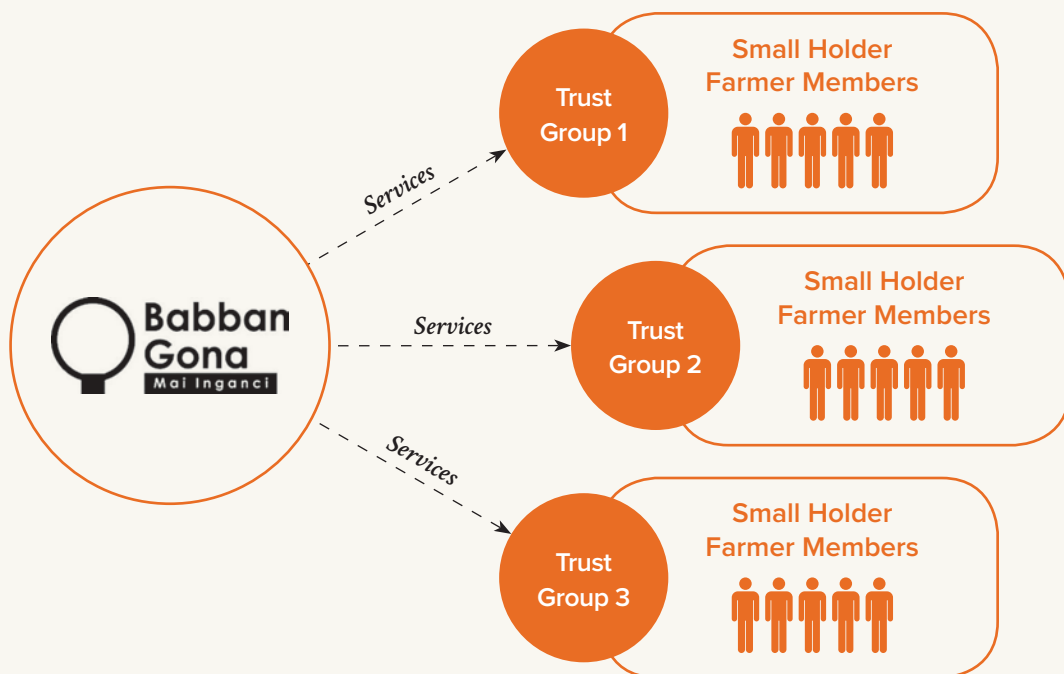 Babban
Gona
Mai Inganci
Services
Trust
Group 1
Small Holder
Farmer Members
Services
Trust
Group 2
Small Holder
Farmer Members
Services
Trust
Group 3
Small Holder
Farmer Members